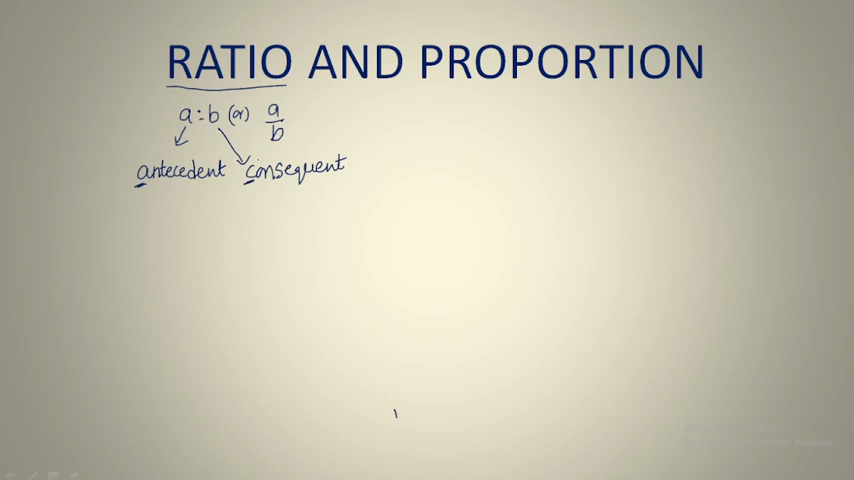 RATIO AND PROPORTION
a:b (or) a/b
antecedent consequent